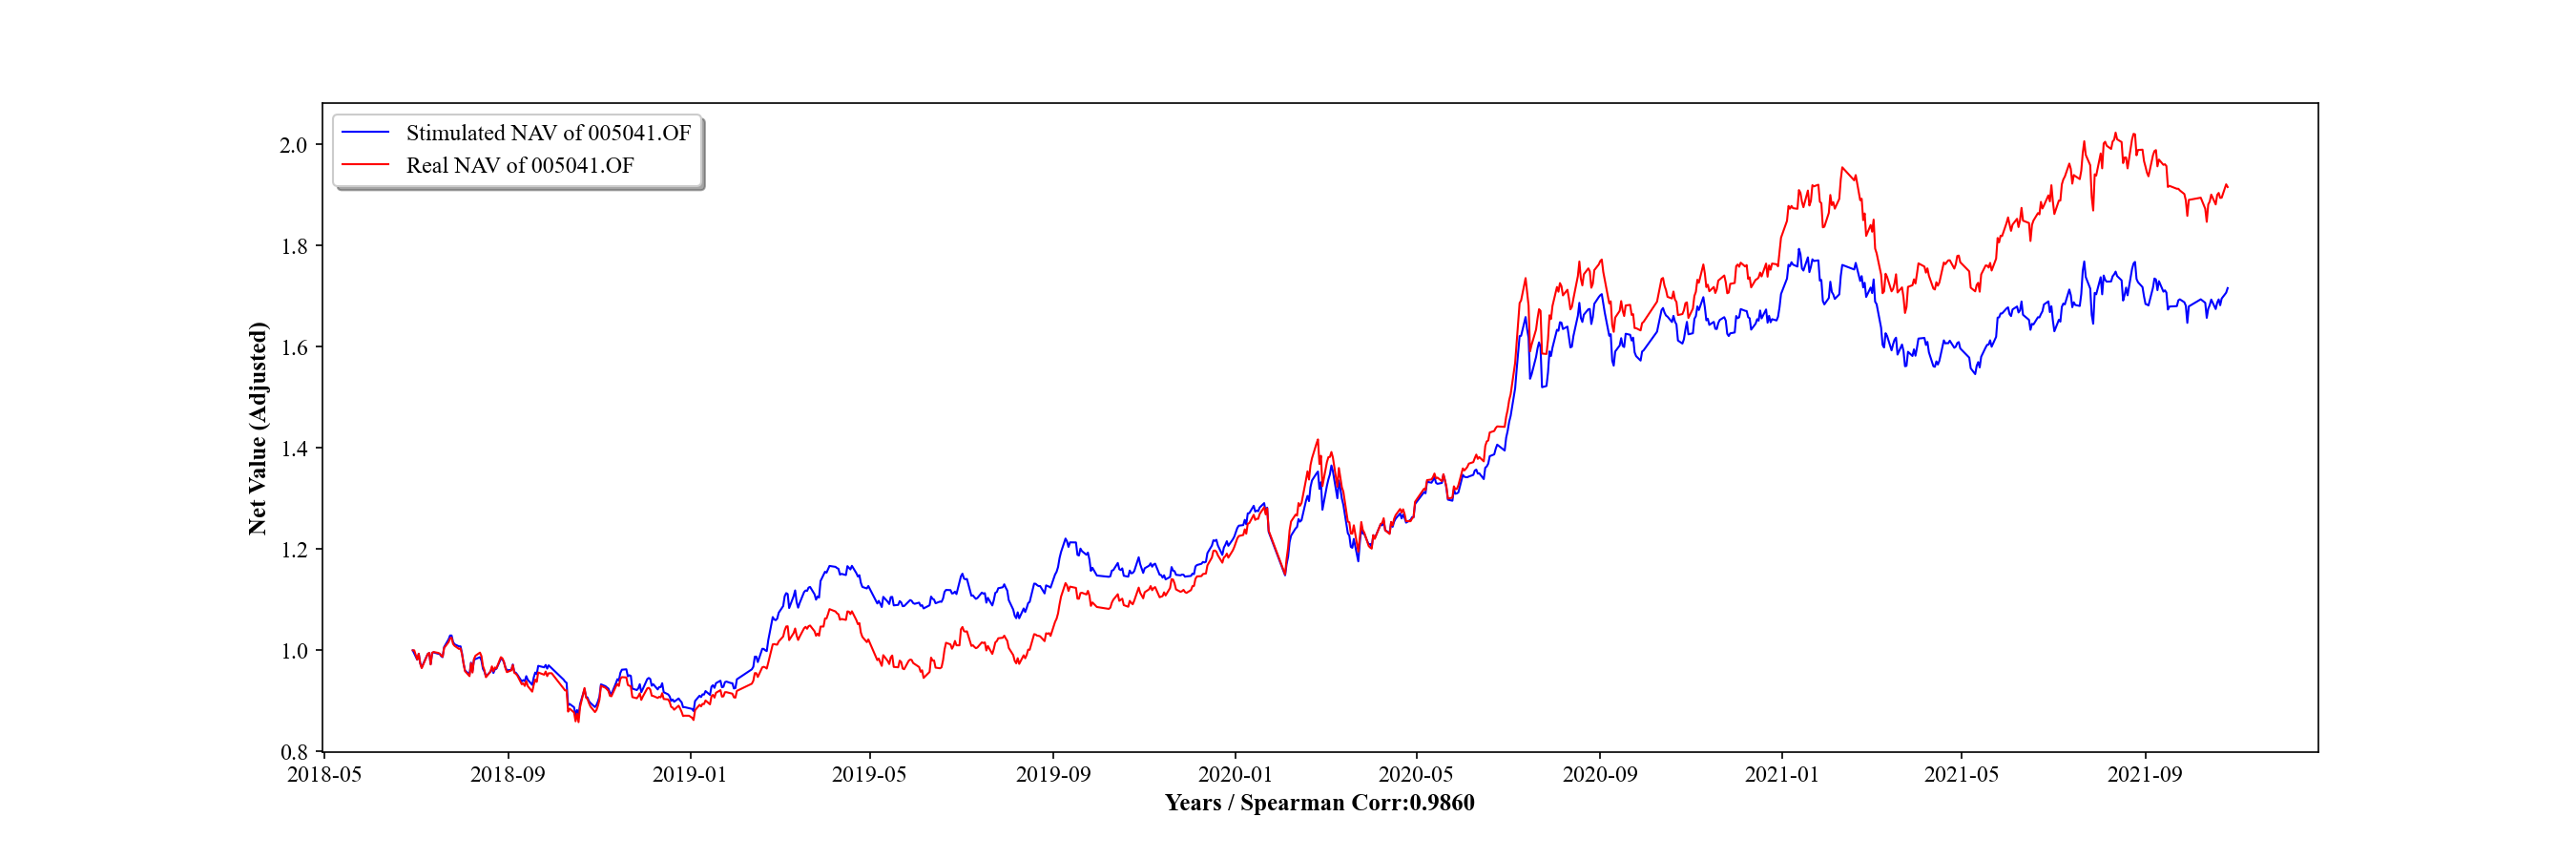 Stimulated NAV of 005041.OF
Real NAV of 005041.OF
Net Value (Adjusted)
2.0
1.8
1.6
1.4
1.2
1.0
0.8
2018-05 2018-09 2019-01 2019-05 2019-09 2020-01 2020-05 2020-09 2021-01 2021-05 2021-09
Years / Spearman Corr:0.9860